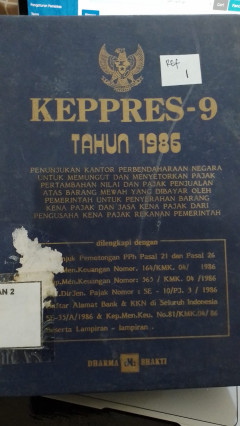 REF
1
KEPPRES-9
TAHUN 1986
PENUNJUKAN KANTOR PERBENDAHARAAN NEGARA
UNTUK MEMUNGUT DAN MENYETORKAN PAJAK
PERTAMBAHAN NILAI DAN PAJAK PENJUALAN
ATAS BARANG MEWAH YANG DIBAYAR OLEH
PEMERINTAH UNTUK PENYERAHAN BARANG
KENA PAJAK DAN JASA KENA PAJAK DARI
PENGUSAHA KENA PAJAK REKANAN PEMERINTAH
dilengkapi dengan
Pemotongan PPh Pasal 21 dan Pasal 26
Men.Keuangan Nomor: 164/KMK. 04/ 1986
Men.Keuangan Nomor: 363 / KMK. 04 /1986
Dir.Jen. Pajak Nomor : SE - 10/PJ. 3 / 1986
Daftar Alamat Bank & KKN di Seluruh Indonesia
/A/1986 & Kep.Men.Keu. No.81/KMK.04/86
beserta Lampiran - lampiran .
AN 2
DHARMA BHAKTI